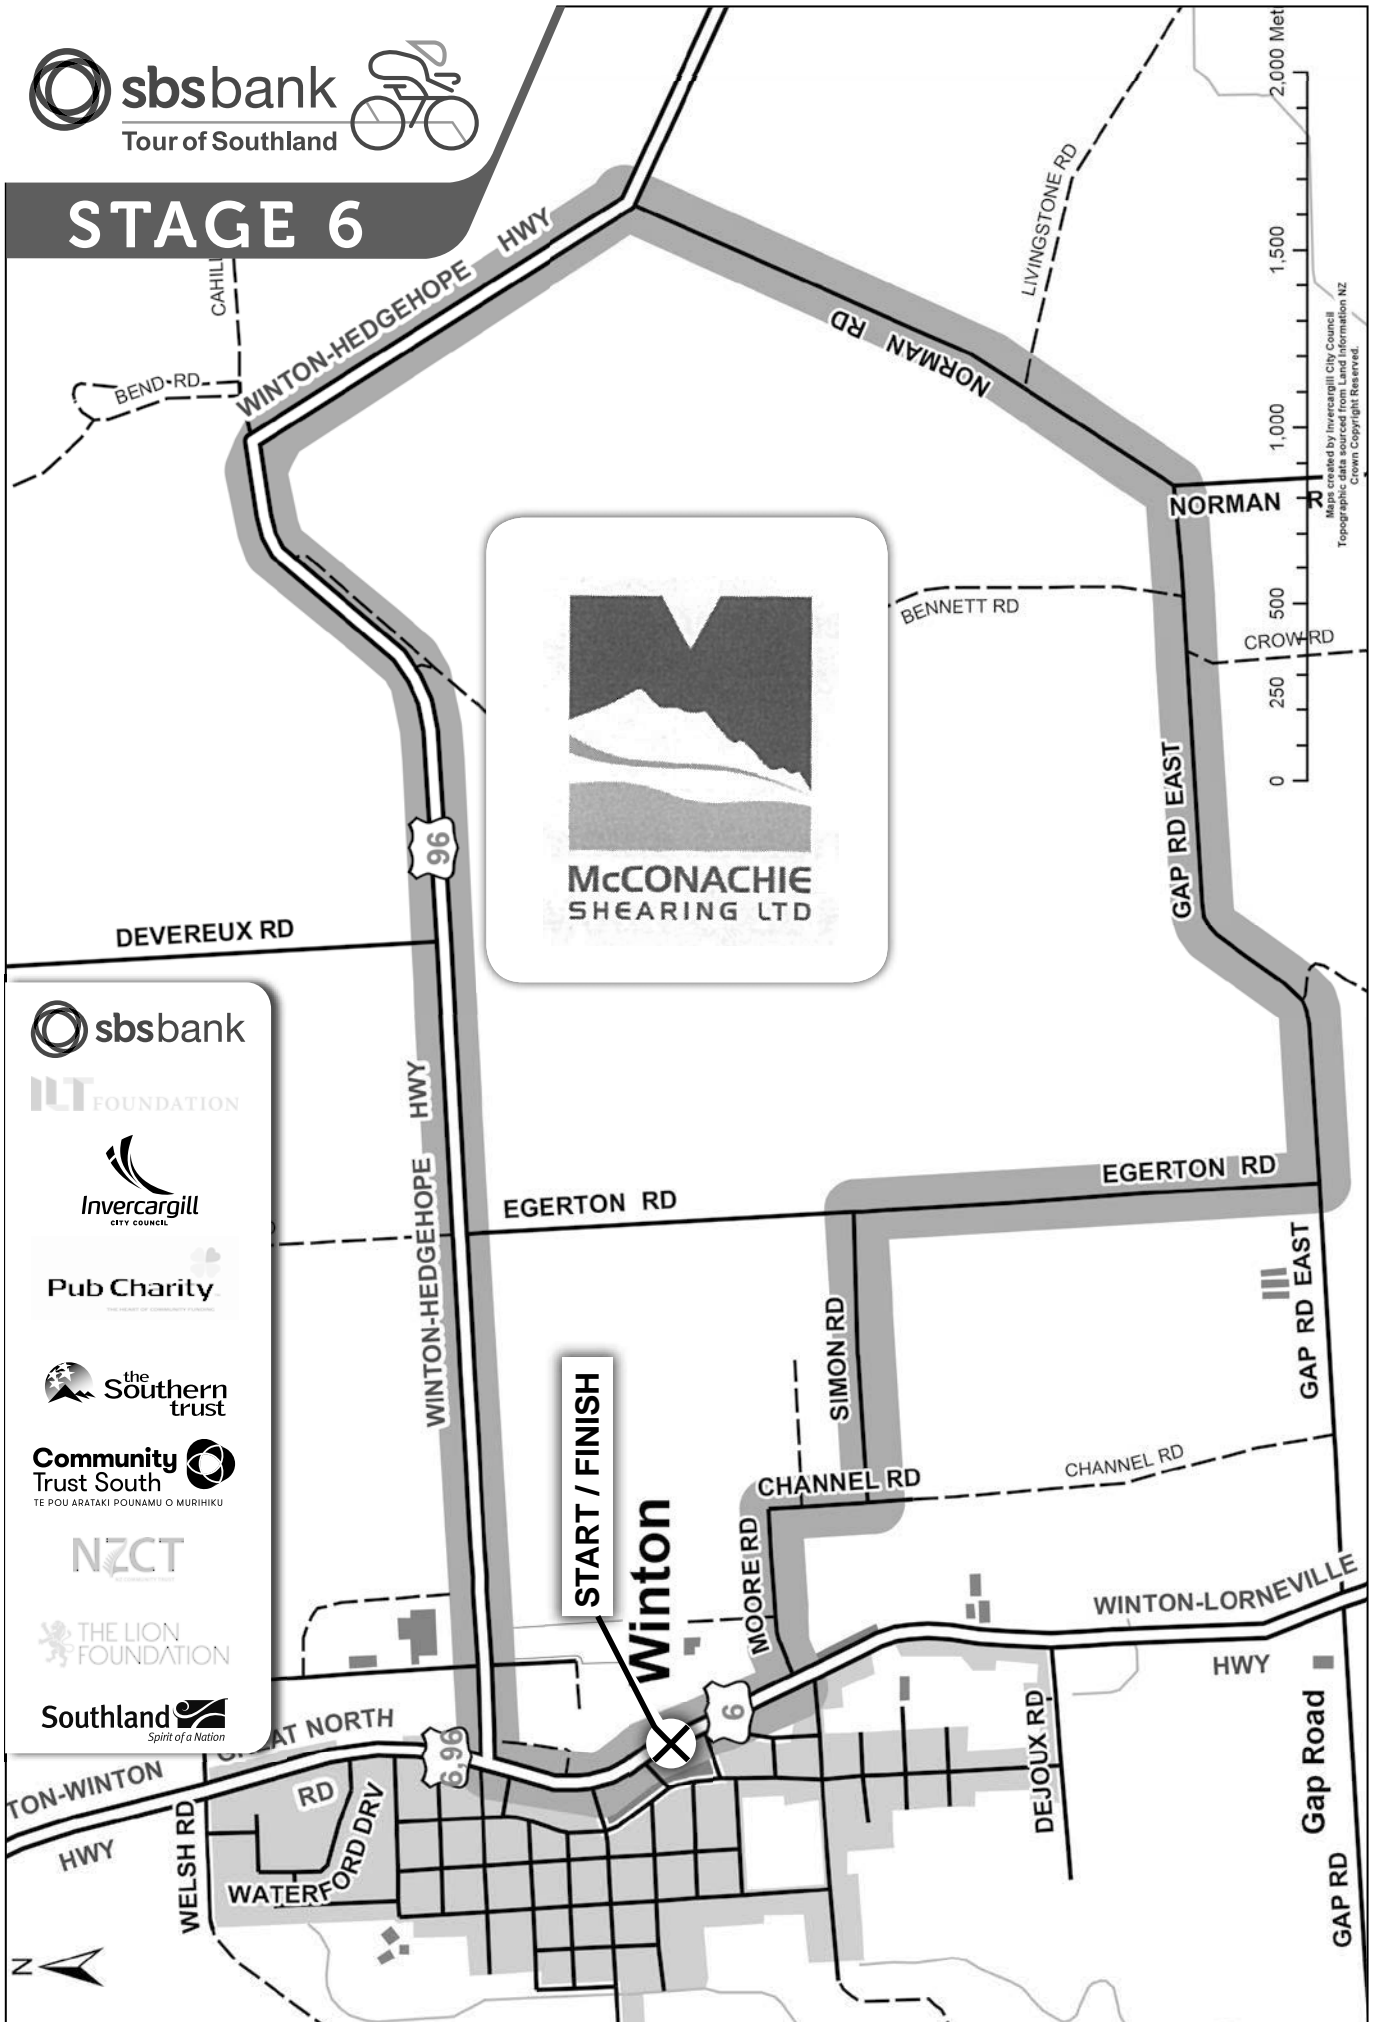 sbsbank
Tour of Southland
STAGE 6
CAHILL
BEND RD
WINTON-HEDGEHOPE HWY
LIVINGSTONE RD
NORMAN RD
2,000 Met
1,500
1,000
500
250
0
Maps created by Invercargill City Council
Topographic data sourced from Land Information NZ
Crown Copyright Reserved.
NORMAN R
BENNETT RD
CROW RD
GAP RD EAST
96
McCONACHIE
SHEARING LTD
DEVEREUX RD
sbsbank
ILT FOUNDATION
Invercargill
CITY COUNCIL
Pub Charity
THE HEART OF COMMUNITY FUNDING
the
Southern
trust
Community
Trust South
TE POU ARATAKI POUNAMU O MURIHIKU
NZCT
THE LION
FOUNDATION
Southland
Spirit of a Nation
WINTON-HEDGEHOPE HWY
EGERTON RD
EGERTON RD
GAP RD EAST
SIMON RD
CHANNEL RD
CHANNEL RD
MOORE RD
START / FINISH
Winton
WINTON-LORNEVILLE
HWY
6
6,96
AT NORTH
RD
TON-WINTON
HWY
WELSH RD
WATERFORD DRV
DEJOUX RD
Gap Road
GAP RD
N